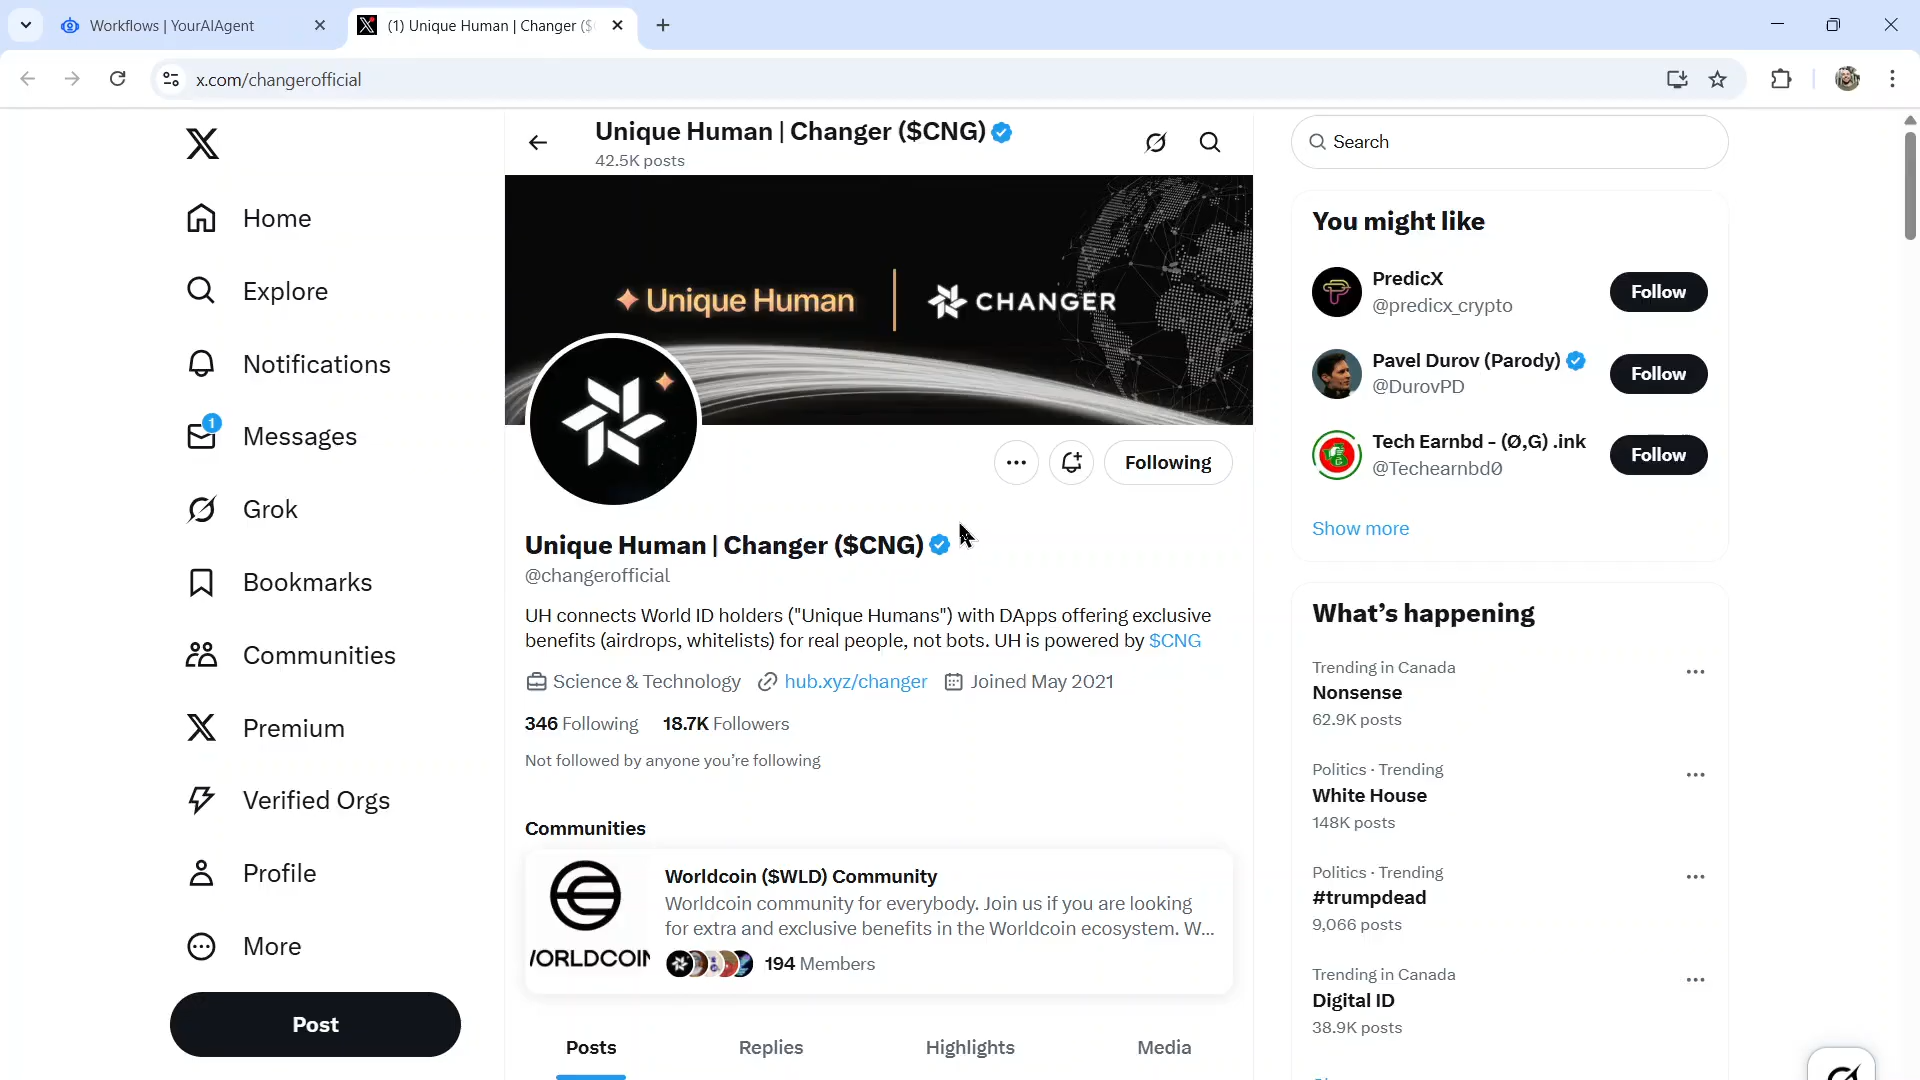 Workflows | YourAIAgent
(1) Unique Human | Changer ($
x.com/changerofficial
Home
Explore
Notifications
1
Messages
Grok
Bookmarks
Communities
Premium
Verified Orgs
Profile
More
Post
Unique Human | Changer ($CNG)
42.5K posts
Unique Human
CHANGER
Following
Unique Human | Changer ($CNG)
@changerofficial
UH connects World ID holders ("Unique Humans") with DApps offering exclusive
benefits (airdrops, whitelists) for real people, not bots. UH is powered by $CNG
Science & Technology hub.xyz/changer Joined May 2021
346 Following 18.7K Followers
Not followed by anyone you’re following
Communities
Worldcoin ($WLD) Community
Worldcoin community for everybody. Join us if you are looking
for extra and exclusive benefits in the Worldcoin ecosystem. W...
194 Members
Posts Replies Highlights Media
Search
You might like
PredicX
@predicx_crypto
Follow
Pavel Durov (Parody)
@DurovPD
Follow
Tech Earnbd - (Ø,G) .ink
@Techearnbd0
Follow
Show more
What’s happening
Trending in Canada
Nonsense
62.9K posts
Politics · Trending
White House
148K posts
Politics · Trending
#trumpdead
9,066 posts
Trending in Canada
Digital ID
38.9K posts